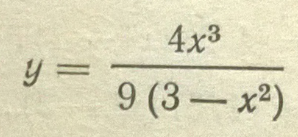 y = 4x³ / 9 (3 — x²)